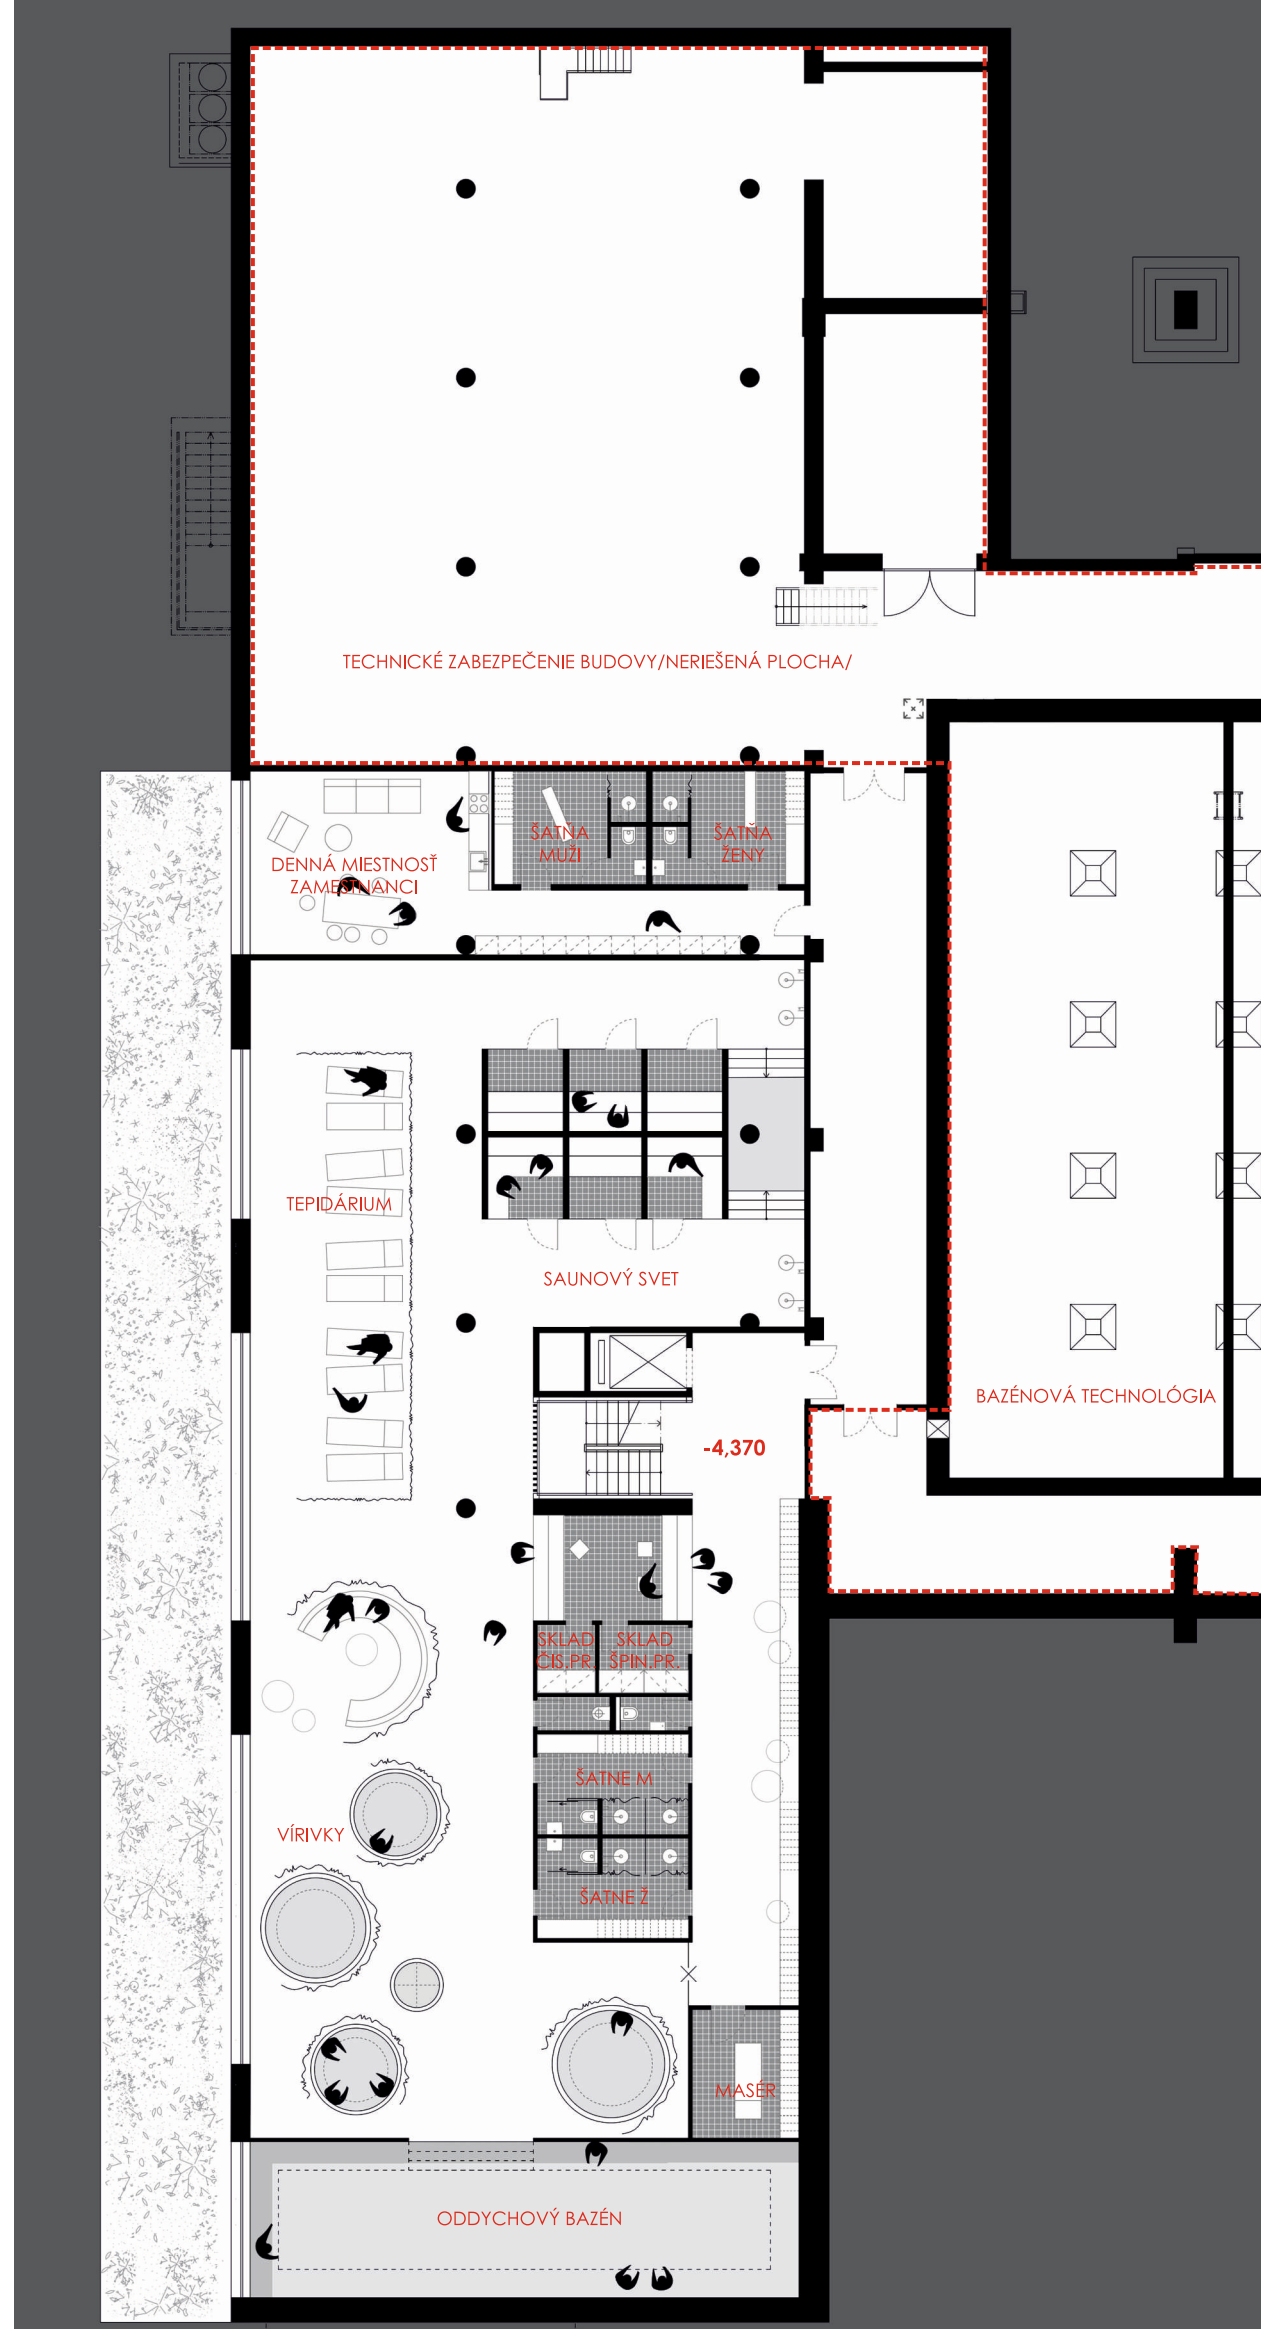 TECHNICKÉ ZABEZPEČENIE BUDOVY/NERIEŠENÁ PLOCHA/
ŠATŇA
MUŽI
ŠATŇA
ŽENY
DENNÁ MIESTNOSŤ
ZAMESTNANCI
TEPIDÁRIUM
SAUNOVÝ SVET
BAZÉNOVÁ TECHNOLÓGIA
-4,370
SKLAD
ČIS.PR.
SKLAD
ŠPIN.PR.
ŠATNE M
VÍRIVKY
ŠATNE Ž
MASÉR
ODDYCHOVÝ BAZÉN